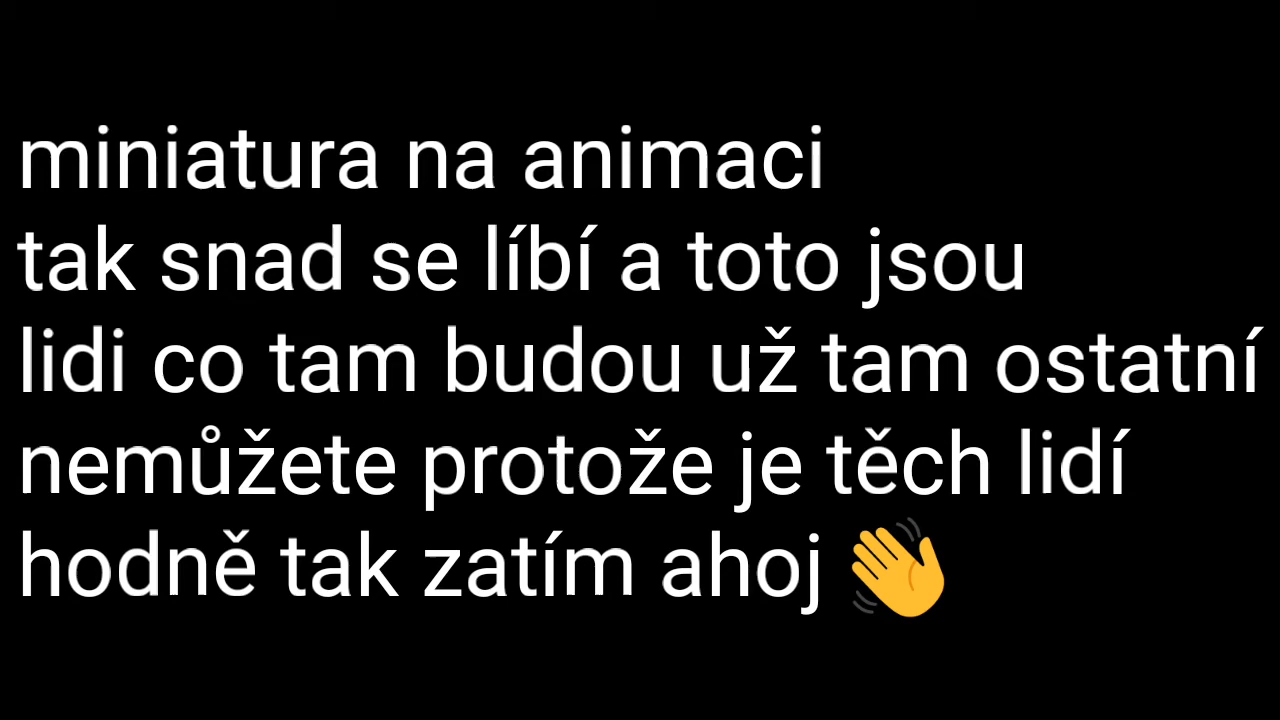 miniatura na animaci
tak snad se líbí a toto jsou
lidi co tam budou už tam ostatní
nemůžete protože je těch lidí
hodně tak zatím ahoj 👋